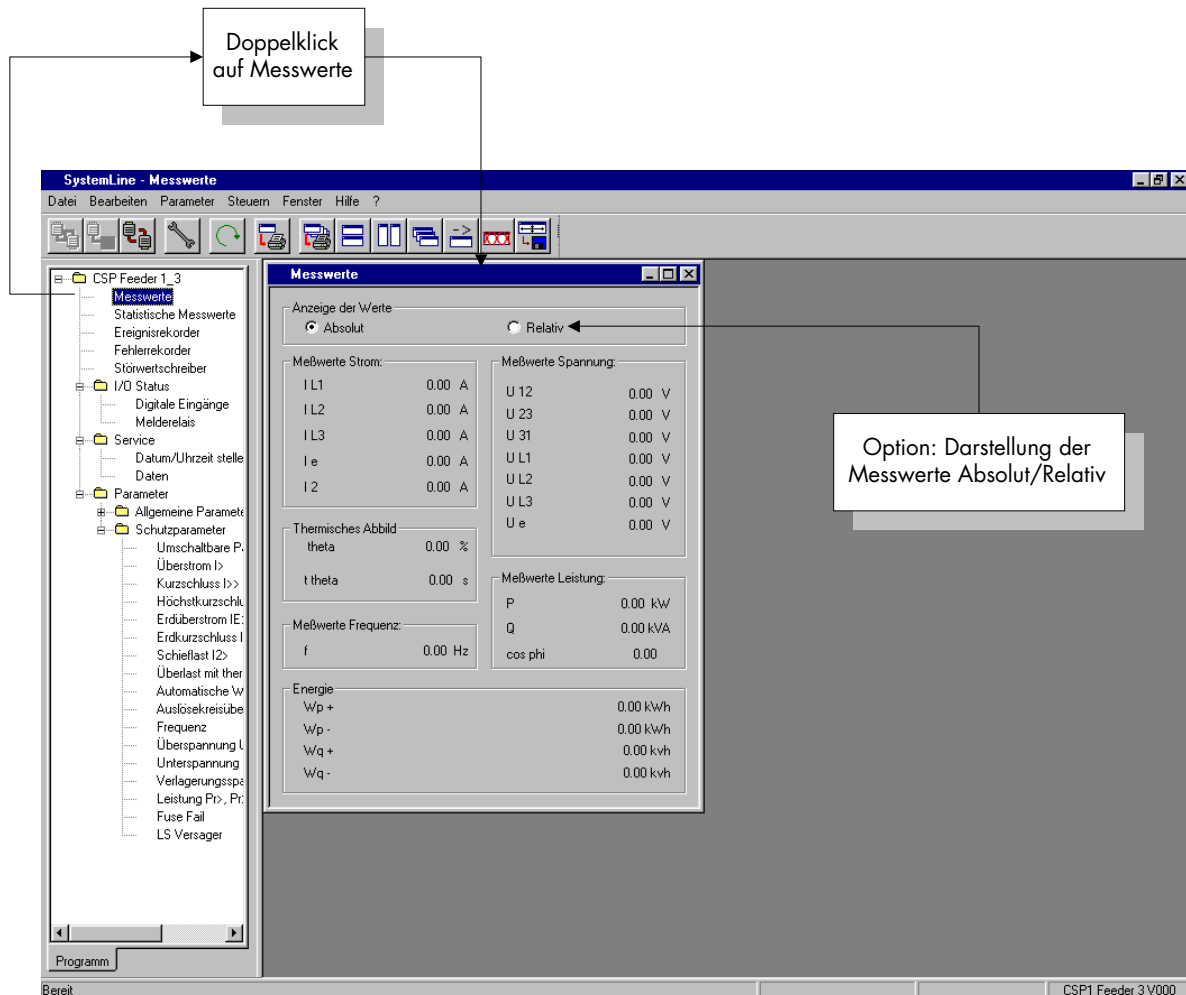 Doppelklick
auf Messwerte
SystemLine - Messwerte
Datei Bearbeiten Parameter Steuern Fenster Hilfe ?
CSP Feeder 1_3
Messwerte
Statistische Messwerte
Ereignisrekorder
Fehlerrekorder
Störwertschreiber
I/O Status
Digitale Eingänge
Melderelais
Service
Datum/Uhrzeit stelle
Daten
Parameter
Allgemeine Paramete
Schutzparameter
Umschaltbare P
Überstrom I>
Kurzschluss I>>
Höchstkurzschlu
Erdüberstrom IE
Erdkurzschluss I
Schieflast I2>
Überlast mit ther
Automatische W
Auslösekreisübe
Frequenz
Überspannung U
Unterspannung
Verlagerungsspa
Leistung Pr>, Pr
Fuse Fail
LS Versager
Programm
Messwerte
Anzeige der Werte
Absolut Relativ
Meßwerte Strom:
I L1 0.00 A
I L2 0.00 A
I L3 0.00 A
I e 0.00 A
I 2 0.00 A
Meßwerte Spannung:
U 12 0.00 V
U 23 0.00 V
U 31 0.00 V
U L1 0.00 V
U L2 0.00 V
U L3 0.00 V
U e 0.00 V
Thermisches Abbild
theta 0.00 %
t theta 0.00 s
Meßwerte Leistung:
P 0.00 kW
Q 0.00 kVA
cos phi 0.00
Meßwerte Frequenz:
f 0.00 Hz
Energie
Wp + 0.00 kWh
Wp - 0.00 kWh
Wq + 0.00 kvh
Wq - 0.00 kvh
Option: Darstellung der
Messwerte Absolut/Relativ
Bereit
CSP1 Feeder 3 V000